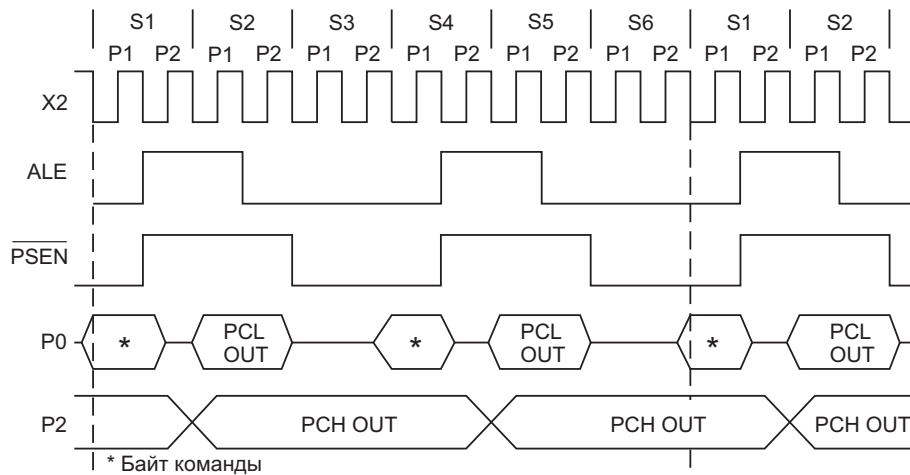 S1 S2 S3 S4 S5 S6 S1 S2
P1 P2 P1 P2 P1 P2 P1 P2 P1 P2 P1 P2 P1 P2 P1 P2
X2
ALE
PSEN
P0 * PCL OUT * PCL OUT * PCL OUT
P2 PCH OUT PCH OUT PCH OUT
* Байт команды